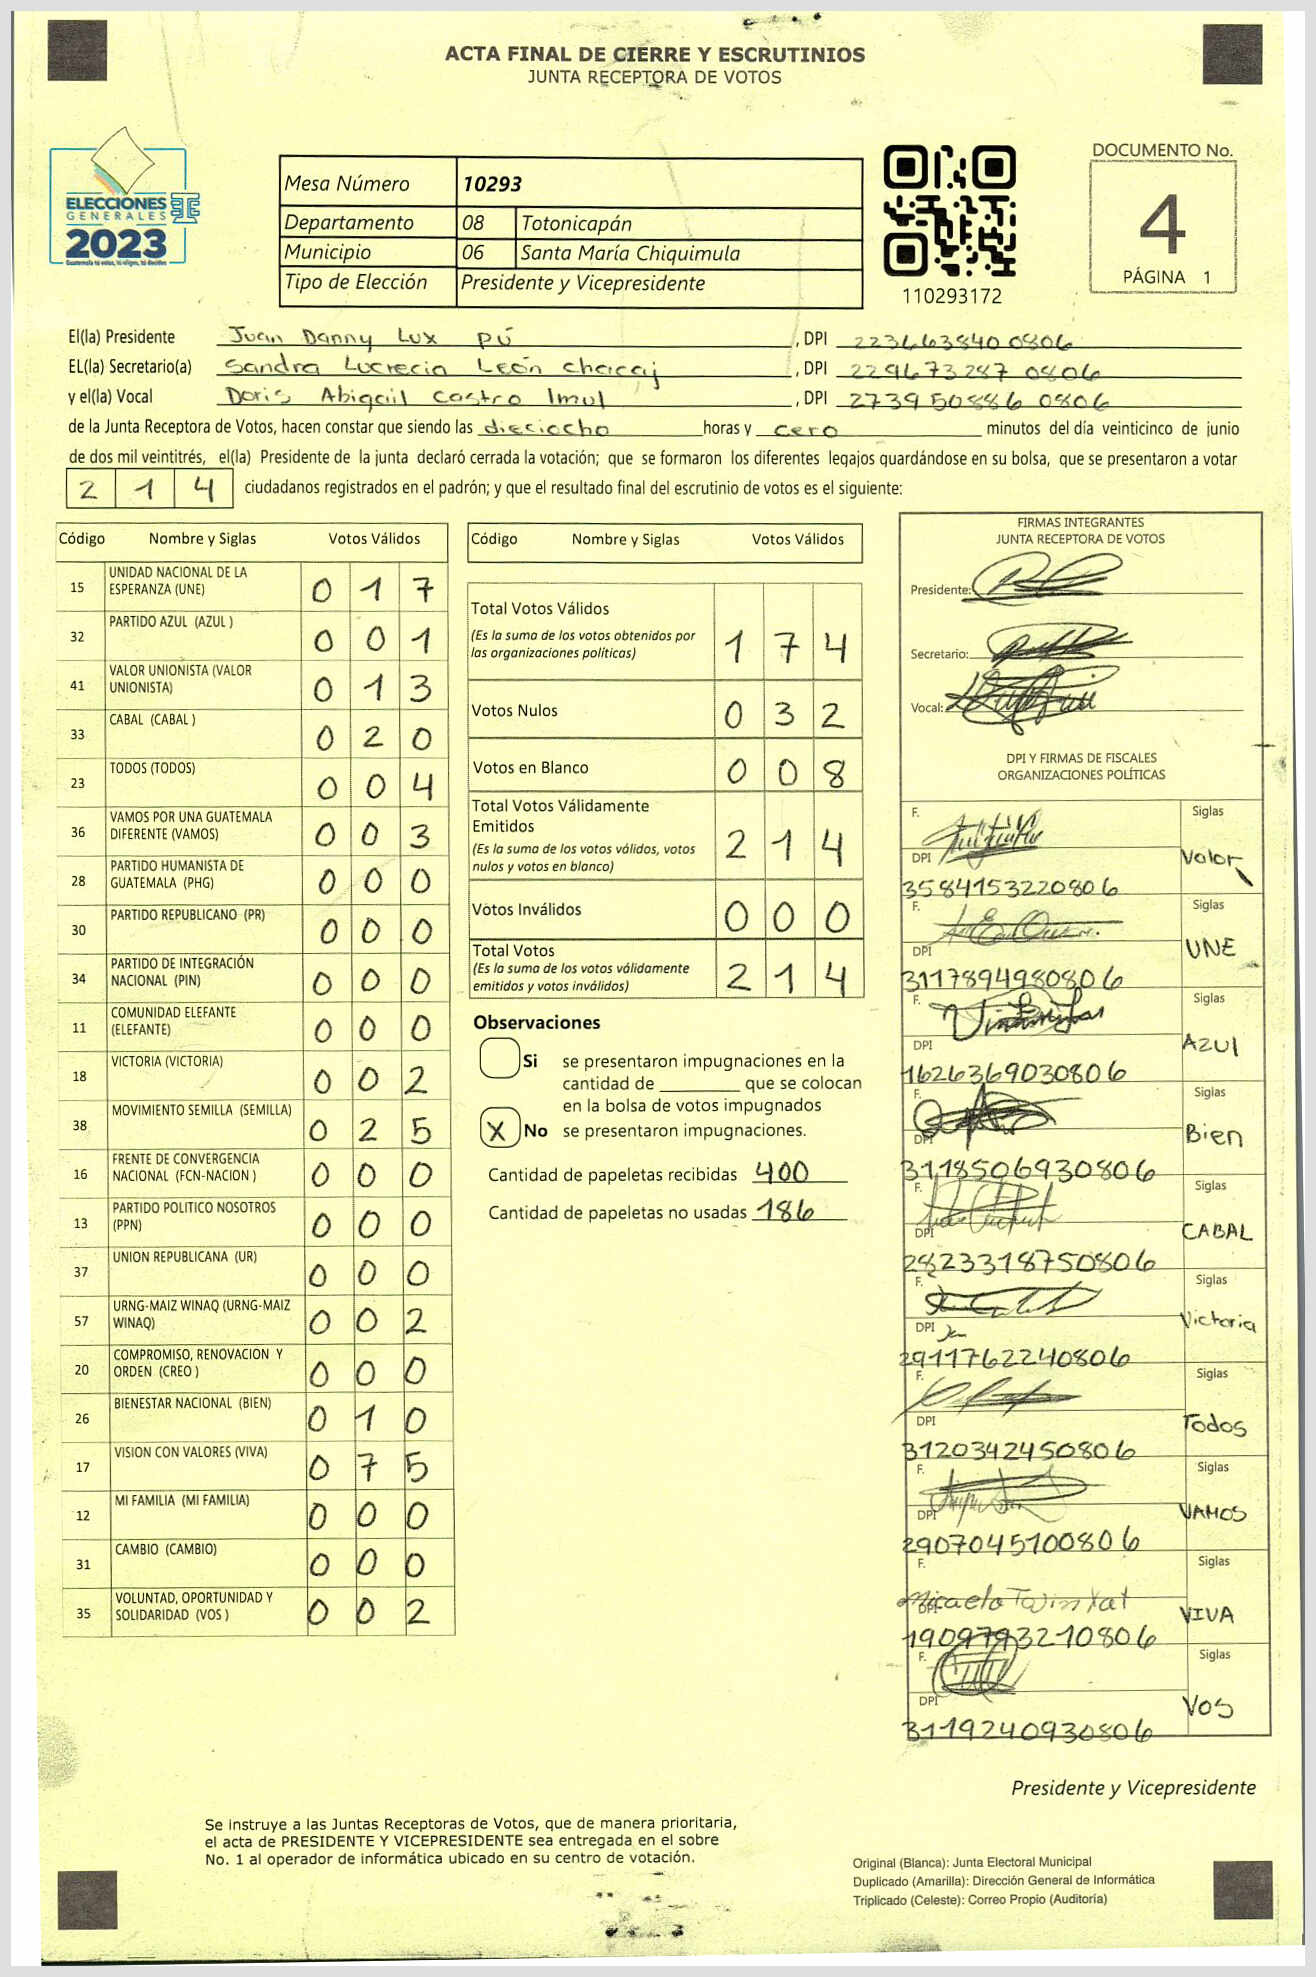 ACTA FINAL DE CIERRE Y ESCRUTINIOS
JUNTA RECEPTORA DE VOTOS
ELECCIONES
GENERALES
2023
Guatemala tú votas, tú eliges, tú decides
Mesa Número 10293
Departamento 08 Totonicapán
Municipio 06 Santa María Chiquimula
Tipo de Elección Presidente y Vicepresidente
110293172
DOCUMENTO No.
4
PÁGINA 1
El(la) Presidente Juan Danny Lux Pú, DPI 223663840 0806
EL(la) Secretario(a) Sandra Lucrecia León Chacaj, DPI 229673287 0806
y el(la) Vocal Doris Abigail Castro Imul, DPI 273950886 0806
de la Junta Receptora de Votos, hacen constar que siendo las dieciocho horas y cero minutos del día veinticinco de junio
de dos mil veintitrés, el(la) Presidente de la junta declaró cerrada la votación; que se formaron los diferentes legajos guardándose en su bolsa, que se presentaron a votar
2 1 4 ciudadanos registrados en el padrón; y que el resultado final del escrutinio de votos es el siguiente:
Código Nombre y Siglas Votos Válidos
15 UNIDAD NACIONAL DE LA ESPERANZA (UNE) 0 1 7
32 PARTIDO AZUL (AZUL ) 0 0 1
41 VALOR UNIONISTA (VALOR UNIONISTA) 0 1 3
33 CABAL (CABAL ) 0 2 0
23 TODOS (TODOS) 0 0 4
36 VAMOS POR UNA GUATEMALA DIFERENTE (VAMOS) 0 0 3
28 PARTIDO HUMANISTA DE GUATEMALA (PHG) 0 0 0
30 PARTIDO REPUBLICANO (PR) 0 0 0
34 PARTIDO DE INTEGRACIÓN NACIONAL (PIN) 0 0 0
11 COMUNIDAD ELEFANTE (ELEFANTE) 0 0 0
18 VICTORIA (VICTORIA) 0 0 2
38 MOVIMIENTO SEMILLA (SEMILLA) 0 2 5
16 FRENTE DE CONVERGENCIA NACIONAL (FCN-NACION ) 0 0 0
13 PARTIDO POLITICO NOSOTROS (PPN) 0 0 0
37 UNION REPUBLICANA (UR) 0 0 0
57 URNG-MAIZ WINAQ (URNG-MAIZ WINAQ) 0 0 2
20 COMPROMISO, RENOVACION Y ORDEN (CREO ) 0 0 0
26 BIENESTAR NACIONAL (BIEN) 0 1 0
17 VISION CON VALORES (VIVA) 0 7 5
12 MI FAMILIA (MI FAMILIA) 0 0 0
31 CAMBIO (CAMBIO) 0 0 0
35 VOLUNTAD, OPORTUNIDAD Y SOLIDARIDAD (VOS ) 0 0 2
Código Nombre y Siglas Votos Válidos
Total Votos Válidos
(Es la suma de los votos obtenidos por
las organizaciones políticas) 1 7 4
Votos Nulos 0 3 2
Votos en Blanco 0 0 8
Total Votos Válidamente
Emitidos
(Es la suma de los votos válidos, votos
nulos y votos en blanco) 2 1 4
Votos Inválidos 0 0 0
Total Votos
(Es la suma de los votos válidamente
emitidos y votos inválidos) 2 1 4
Observaciones
Si se presentaron impugnaciones en la
cantidad de ________ que se colocan
en la bolsa de votos impugnados
X No se presentaron impugnaciones.
Cantidad de papeletas recibidas 400
Cantidad de papeletas no usadas 186
FIRMAS INTEGRANTES
JUNTA RECEPTORA DE VOTOS
Presidente:
Secretario:
Vocal:
DPI Y FIRMAS DE FISCALES
ORGANIZACIONES POLÍTICAS
F. Siglas
DPI Valor
3584153220806
F. Siglas
DPI UNE
3117894980806
F. Siglas
DPI AZUL
1626369030806
F. Siglas
DPI Bien
3118506930806
F. Siglas
DPI CABAL
2823318750806
F. Siglas
DPI Victoria
2911762240806
F. Siglas
DPI Todos
3120342450806
F. Siglas
DPI VAMOS
2907045100806
F. Siglas
Micaela
DPI VIVA
1909793210806
F. Siglas
DPI VOS
3119240930806
Presidente y Vicepresidente
Se instruye a las Juntas Receptoras de Votos, que de manera prioritaria,
el acta de PRESIDENTE Y VICEPRESIDENTE sea entregada en el sobre
No. 1 al operador de informática ubicado en su centro de votación.
Original (Blanca): Junta Electoral Municipal
Duplicado (Amarilla): Dirección General de Informática
Triplicado (Celeste): Correo Propio (Auditoría)